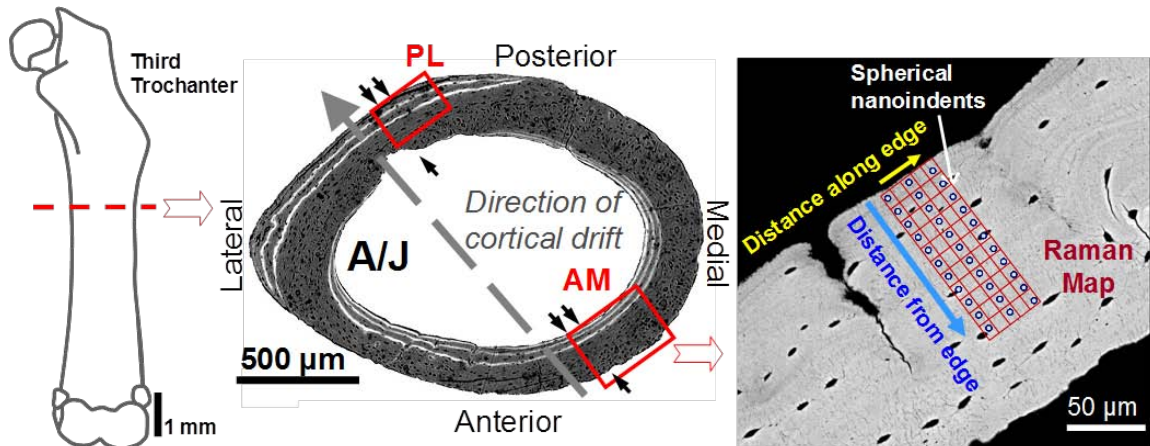 Third
Trochanter
1 mm
PL
Posterior
Lateral
Direction of
cortical drift
Medial
A/J
AM
500 µm
Anterior
Spherical
nanoindents
Distance along edge
Distance from edge
Raman
Map
50 µm